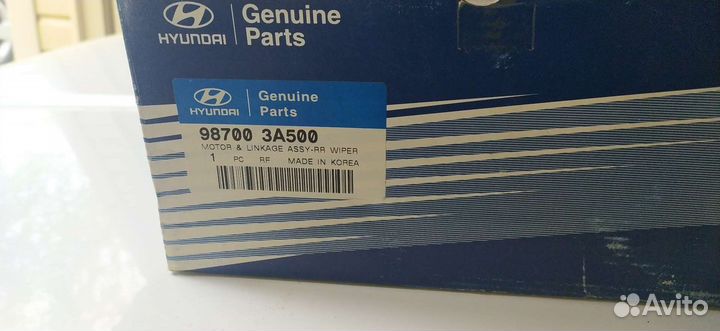 HYUNDAI
Genuine
Parts
HYUNDAI
Genuine
Parts
98700 3A500
MOTOR & LINKAGE ASSY-RR WIPER
1 PC RF MADE IN KOREA
Avito